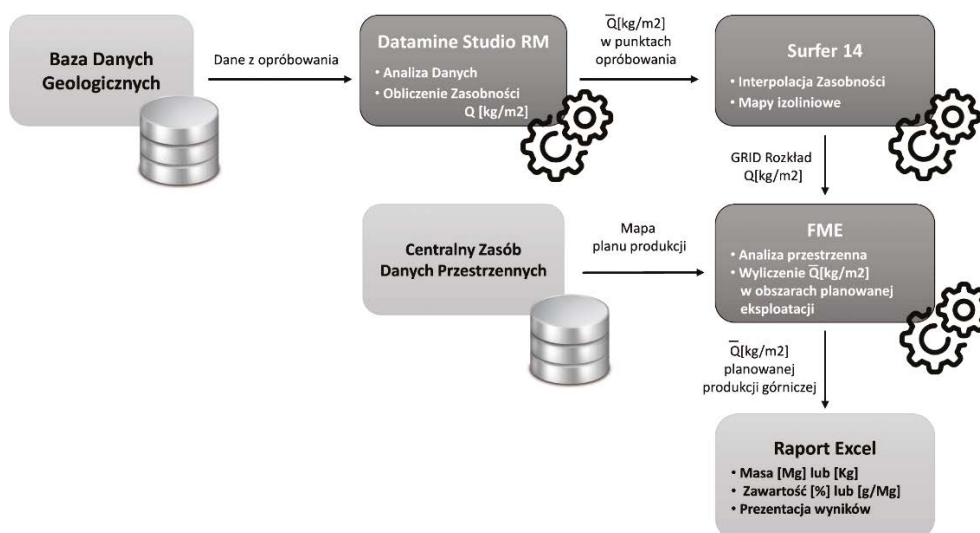 Baza Danych
Geologicznych
Dane z opróbowania
Datamine Studio RM
• Analiza Danych
• Obliczenie Zasobności
Q [kg/m2]
Q̅[kg/m2]
w punktach
opróbowania
Surfer 14
• Interpolacja Zasobności
• Mapy izoliniowe
GRID Rozkład
Q[kg/m2]
Centralny Zasób
Danych Przestrzennych
Mapa
planu produkcji
FME
• Analiza przestrzenna
• Wyliczenie Q̅[kg/m2]
w obszarach planowanej
eksploatacji
Q̅[kg/m2]
planowanej
produkcji górniczej
Raport Excel
• Masa [Mg] lub [Kg]
• Zawartość [%] lub [g/Mg]
• Prezentacja wyników